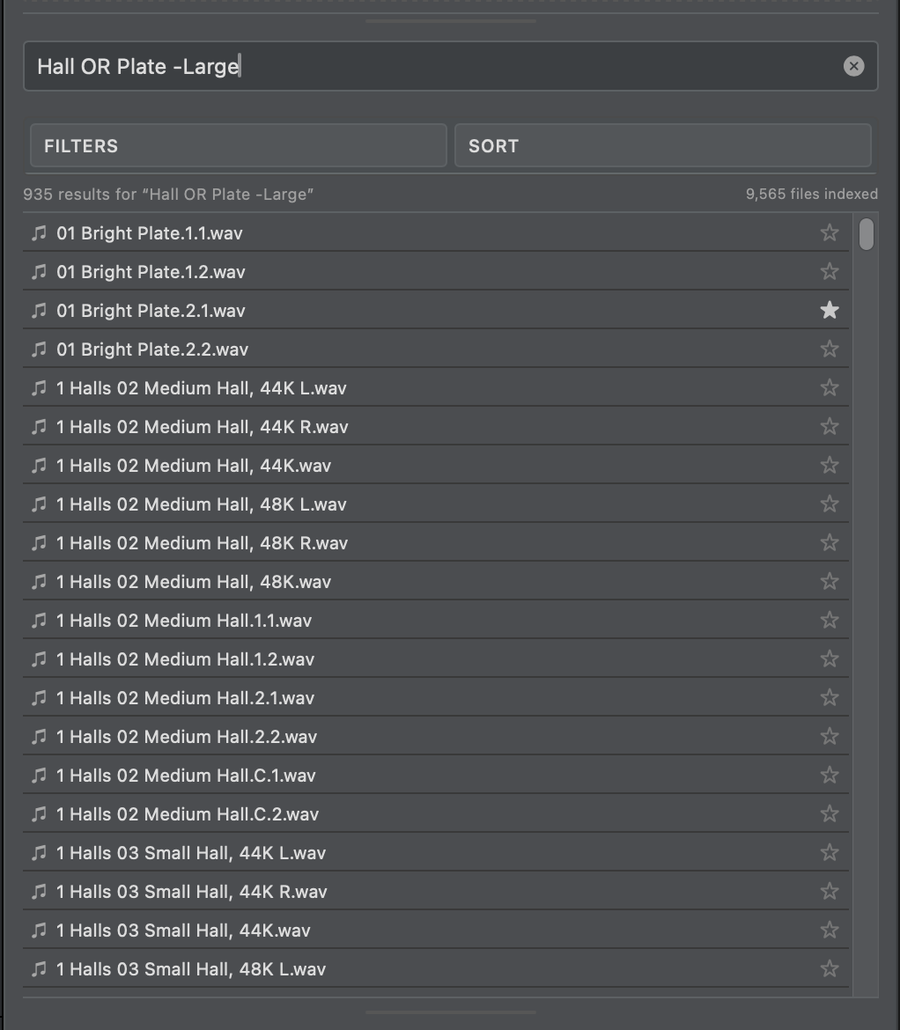 Hall OR Plate -Large
FILTERS
SORT
935 results for “Hall OR Plate -Large”
9,565 files indexed
01 Bright Plate.1.1.wav
01 Bright Plate.1.2.wav
01 Bright Plate.2.1.wav
01 Bright Plate.2.2.wav
1 Halls 02 Medium Hall, 44K L.wav
1 Halls 02 Medium Hall, 44K R.wav
1 Halls 02 Medium Hall, 44K.wav
1 Halls 02 Medium Hall, 48K L.wav
1 Halls 02 Medium Hall, 48K R.wav
1 Halls 02 Medium Hall, 48K.wav
1 Halls 02 Medium Hall.1.1.wav
1 Halls 02 Medium Hall.1.2.wav
1 Halls 02 Medium Hall.2.1.wav
1 Halls 02 Medium Hall.2.2.wav
1 Halls 02 Medium Hall.C.1.wav
1 Halls 02 Medium Hall.C.2.wav
1 Halls 03 Small Hall, 44K L.wav
1 Halls 03 Small Hall, 44K R.wav
1 Halls 03 Small Hall, 44K.wav
1 Halls 03 Small Hall, 48K L.wav